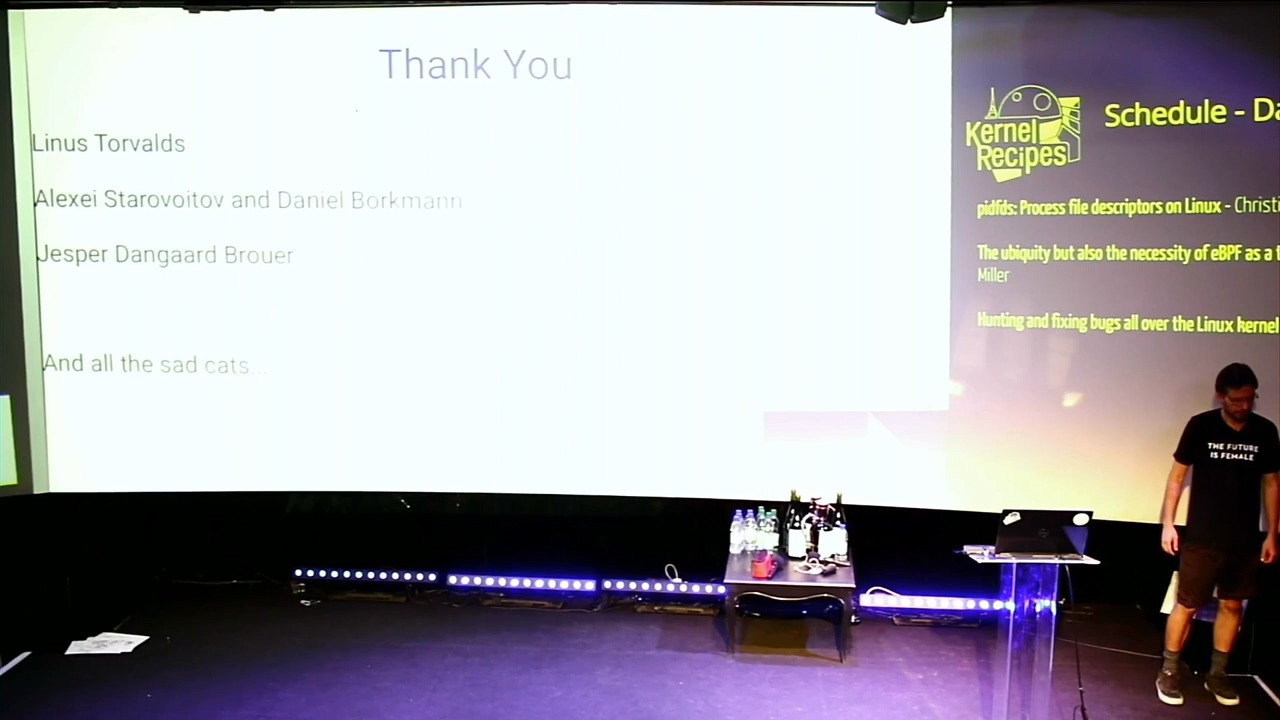 Thank You
Linus Torvalds
Alexei Starovoitov and Daniel Borkmann
Jesper Dangaard Brouer
And all the sad cats...
Kernel
Recipes
Schedule -
pidfds: Process file descriptors on Linux - Christi
The ubiquity but also the necessity of eBPF as a
Miller
Hunting and fixing bugs all over the Linux kernel
THE FUTURE
IS FEMALE